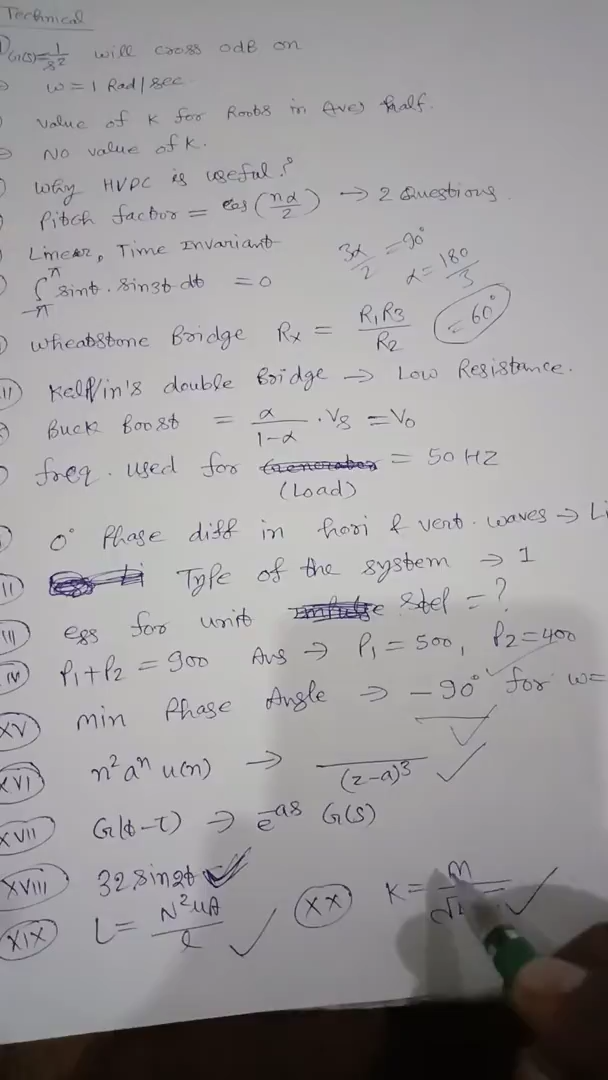 Technical
G(s)=1/s² will cross 0dB on
ω = 1 Rad/sec
Value of K for Roots in half.
NO value of K.
Why HVDC is useful?
Pitch factor = cos (nα/2) → 2 Questions.
Linear, Time Invariant
3α/2 = 90°
α = 180/3
= 60°
∫-π^π sint. sin3t dt = 0
Wheatstone Bridge Rx = R1R3/R2
II) Kelvin's double Bridge → Low Resistance.
Buck Boost = α/1-α . Vs = Vo
freq. used for = 50 HZ
(Load)
0° Phase diff in hori & vert. waves → Li
II Type of the system → 1
III ess for unit step = ?
IV P1+P2 = 900 Ans → P1 = 500, P2 = 400
XV min Phase Angle → -90° for ω=
XVI n² aⁿ u(n) → /(z-a)³
XVII G(t-τ) → e^-as G(s)
XVIII 32 sin2t
XIX L = N²uA/l
XX K = M/√